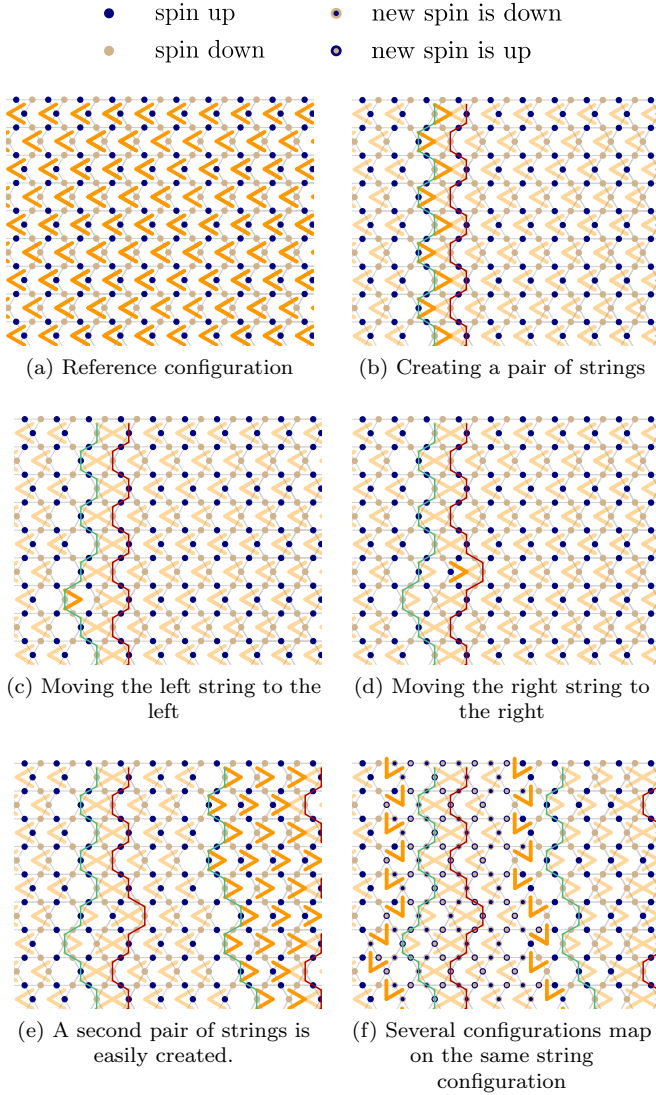 spin up
new spin is down
spin down
new spin is up
(a) Reference configuration
(b) Creating a pair of strings
(c) Moving the left string to the
left
(d) Moving the right string to
the right
(e) A second pair of strings is
easily created.
(f) Several configurations map
on the same string
configuration